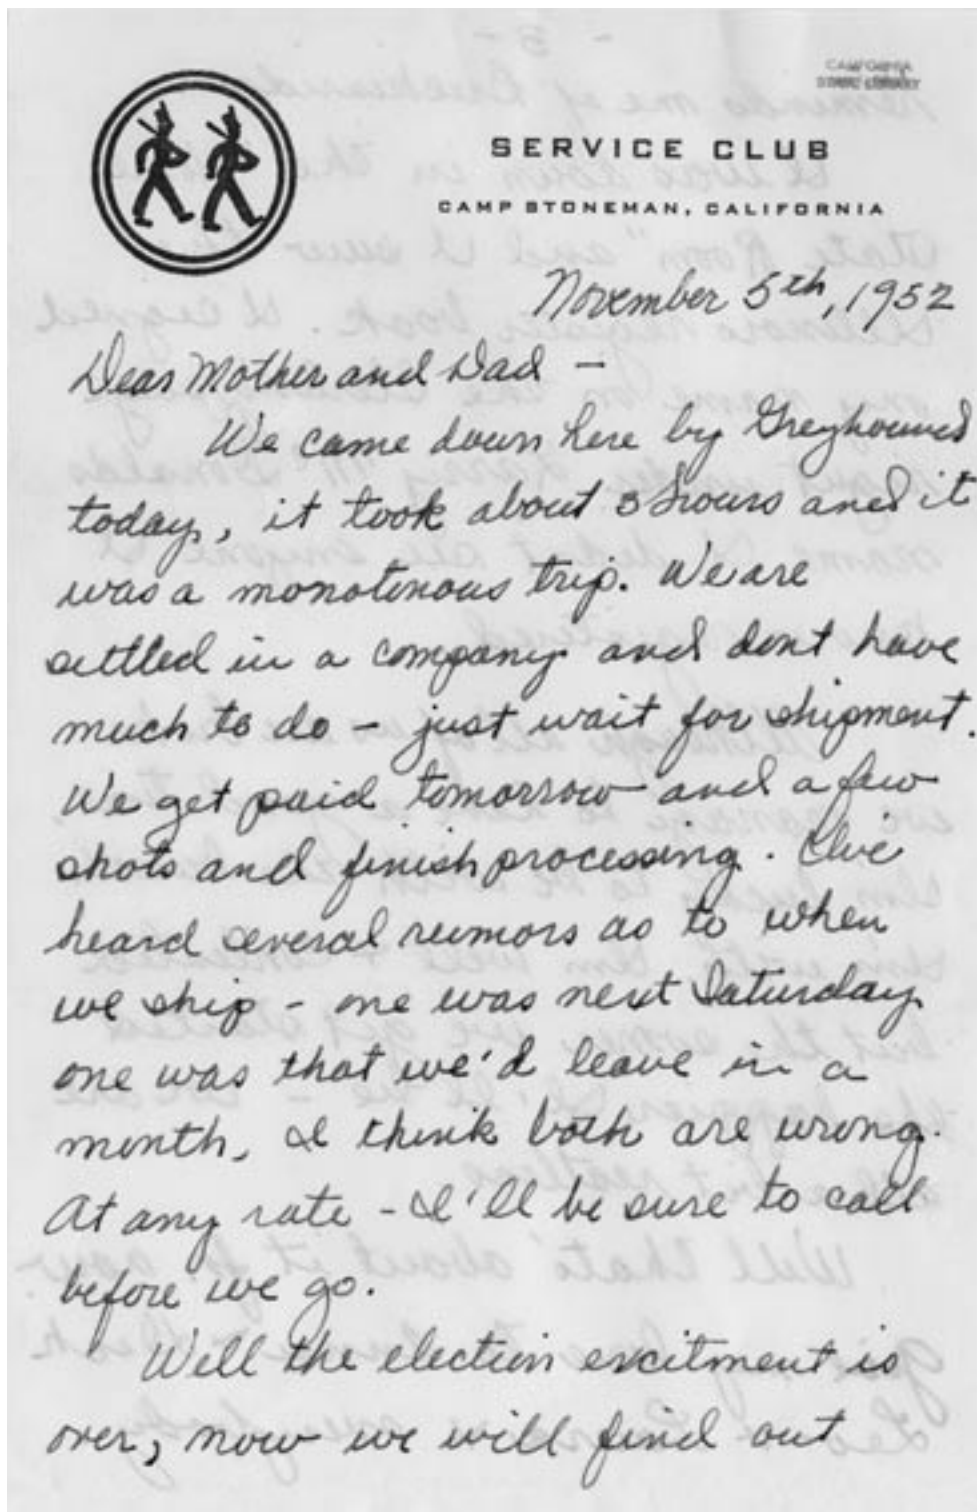 CALIFORNIA
STATE LIBRARY
SERVICE CLUB
CAMP STONEMAN, CALIFORNIA
November 5th, 1952
Dear Mother and Dad -
We came down here by Greyhound
today, it took about 3 hours and it
was a monotinous trip. We are
settled in a company and dont have
much to do - just wait for shipment.
We get paid tomorrow and a few
shots and finish processing. I've
heard several rumors as to when
we ship - one was next Saturday
one was that we'd leave in a
month, I think both are wrong.
At any rate - I'll be sure to call
before we go.
Well the election excitment is
over, now we will find out